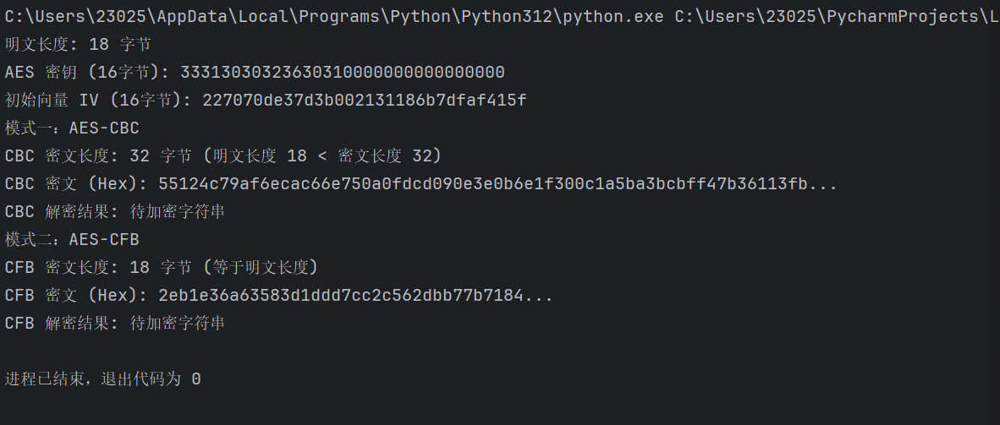 C:\Users\23025\AppData\Local\Programs\Python\Python312\python.exe C:\Users\23025\PycharmProjects\L
明文长度: 18 字节
AES 密钥 (16字节): 33313030323630310000000000000000
初始向量 IV (16字节): 227070de37d3b002131186b7dfaf415f
模式一: AES-CBC
CBC 密文长度: 32 字节 (明文长度 18 < 密文长度 32)
CBC 密文 (Hex): 55124c79af6ecac66e750a0fdcd090e3e0b6e1f300c1a5ba3bcbff47b36113fb...
CBC 解密结果: 待加密字符串
模式二: AES-CFB
CFB 密文长度: 18 字节 (等于明文长度)
CFB 密文 (Hex): 2eb1e36a63583d1ddd7cc2c562dbb77b7184...
CFB 解密结果: 待加密字符串
进程已结束，退出代码为 0